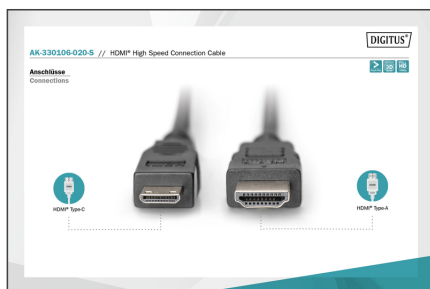 DIGITUS®
AK-330106-020-S // HDMI® High Speed Connection Cable
Anschlüsse
Connections
HDMI® Type-C
HDMI® Type-A